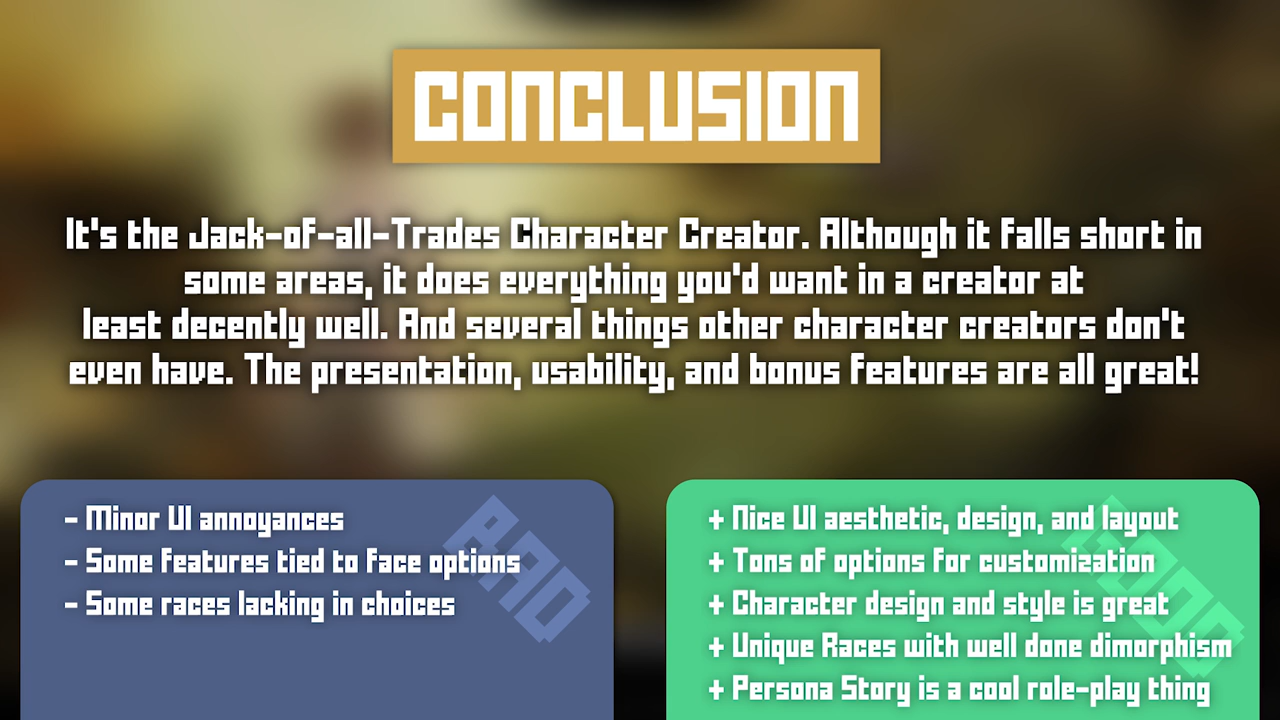 CONCLUSION
It's the Jack-of-all-Trades Character Creator. Although it falls short in
some areas, it does everything you'd want in a creator at
least decently well. And several things other character creators don't
even have. The presentation, usability, and bonus features are all great!
BAD
- Minor UI annoyances
- Some features tied to face options
- Some races lacking in choices
GOOD
+ Nice UI aesthetic, design, and layout
+ Tons of options for customization
+ Character design and style is great
+ Unique Races with well done dimorphism
+ Persona Story is a cool role-play thing